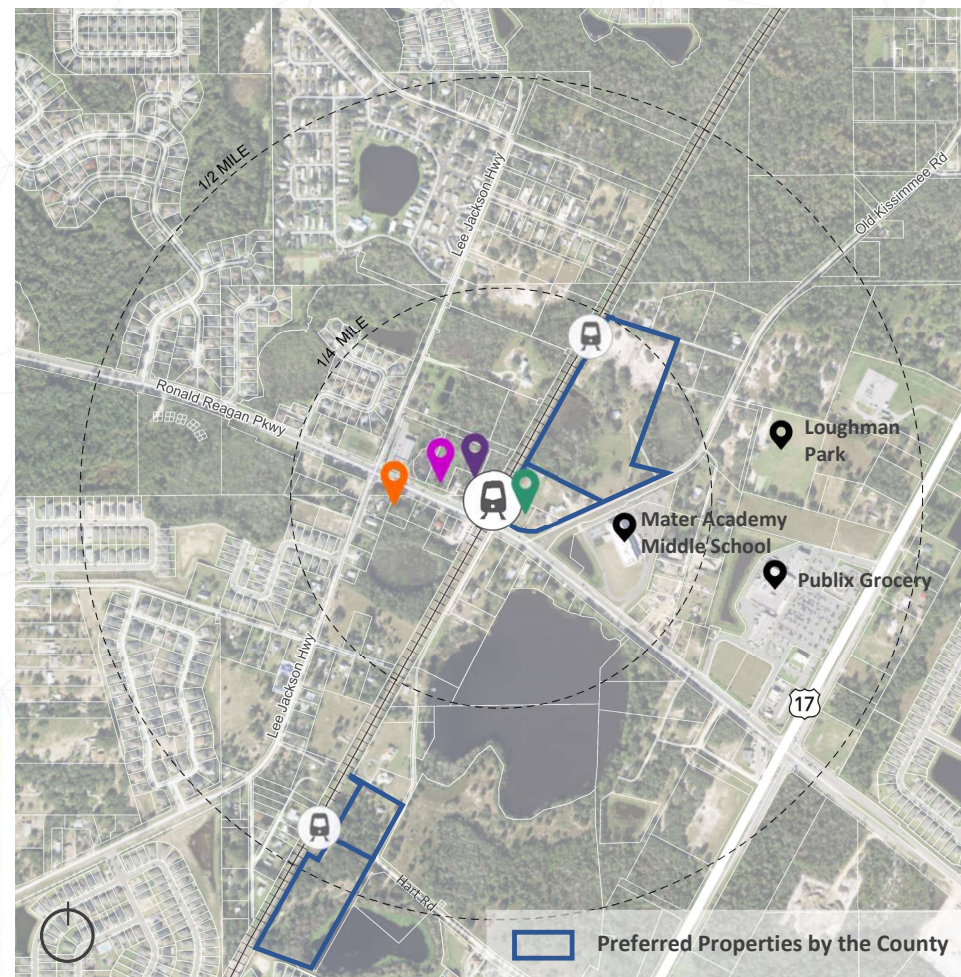 1/2 MILE
Lee Jackson Hwy
Old Kissimmee Rd
1/4 MILE
Ronald Reagan Pkwy
Loughman
Park
Mater Academy
Middle School
Publix Grocery
Lee Jackson Hwy
17
Hart Rd
Preferred Properties by the County